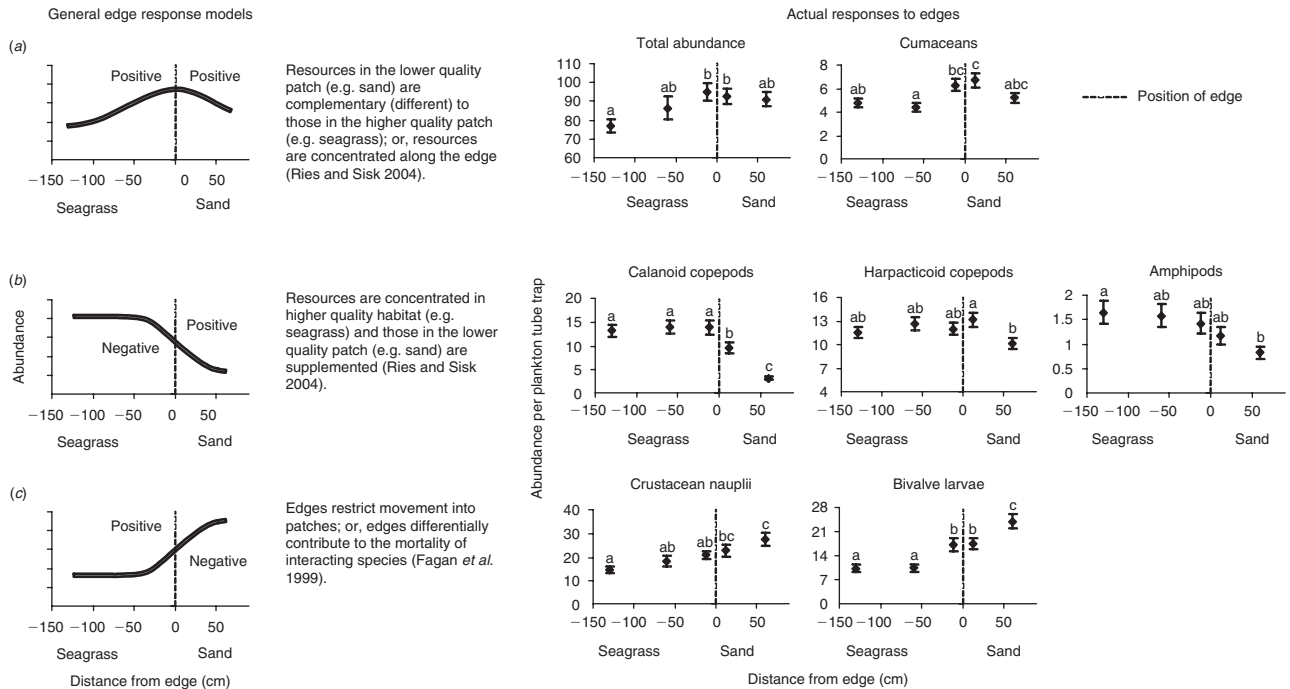 General edge response models
Actual responses to edges
(a)
Positive Positive
−150 −100 −50 0 50
Seagrass Sand
Resources in the lower quality
patch (e.g. sand) are
complementary (different) to
those in the higher quality patch
(e.g. seagrass); or, resources
are concentrated along the edge
(Ries and Sisk 2004).
Total abundance
110
100
90
80
70
60
a ab b b ab
−150 −100 −50 0 50
Seagrass Sand
Cumaceans
8
6
4
2
0
ab a bc c abc
−150 −100 −50 0 50
Seagrass Sand
Position of edge
(b)
Abundance
Positive
Negative
−150 −100 −50 0 50
Seagrass Sand
Resources are concentrated in
higher quality habitat (e.g.
seagrass) and those in the lower
quality patch (e.g. sand) are
supplemented (Ries and Sisk
2004).
Abundance per plankton tube trap
Calanoid copepods
20
15
10
5
0
a a a b c
−150 −100 −50 0 50
Seagrass Sand
Harpacticoid copepods
16
13
10
7
4
ab ab ab a b
−150 −100 −50 0 50
Seagrass Sand
Amphipods
2
1.5
1
0.5
0
a ab ab ab b
−150 −100 −50 0 50
Seagrass Sand
(c)
Positive
Negative
−150 −100 −50 0 50
Seagrass Sand
Distance from edge (cm)
Edges restrict movement into
patches; or, edges differentially
contribute to the mortality of
interacting species (Fagan et al.
1999).
Crustacean nauplii
40
30
20
10
0
a ab ab bc c
−150 −100 −50 0 50
Seagrass Sand
Bivalve larvae
28
21
14
7
0
a a b b c
−150 −100 −50 0 50
Seagrass Sand
Distance from edge (cm)